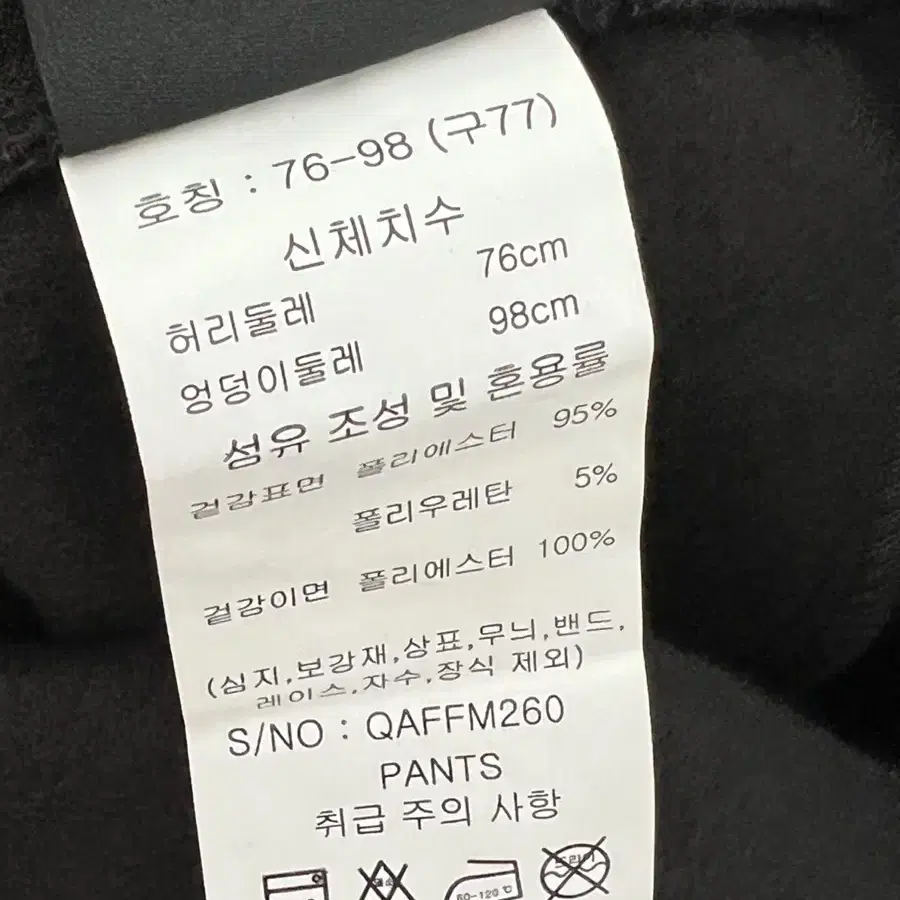 호칭 : 76-98 (구77)
신체치수
허리둘레 76cm
엉덩이둘레 98cm
섬유 조성 및 혼용률
겉감표면 폴리에스터 95%
폴리우레탄 5%
겉감이면 폴리에스터 100%
(심지,보강재,상표,무늬,밴드,
레이스,자수,장식 제외)
S/NO : QAFFM260
PANTS
취급 주의 사항
드라이